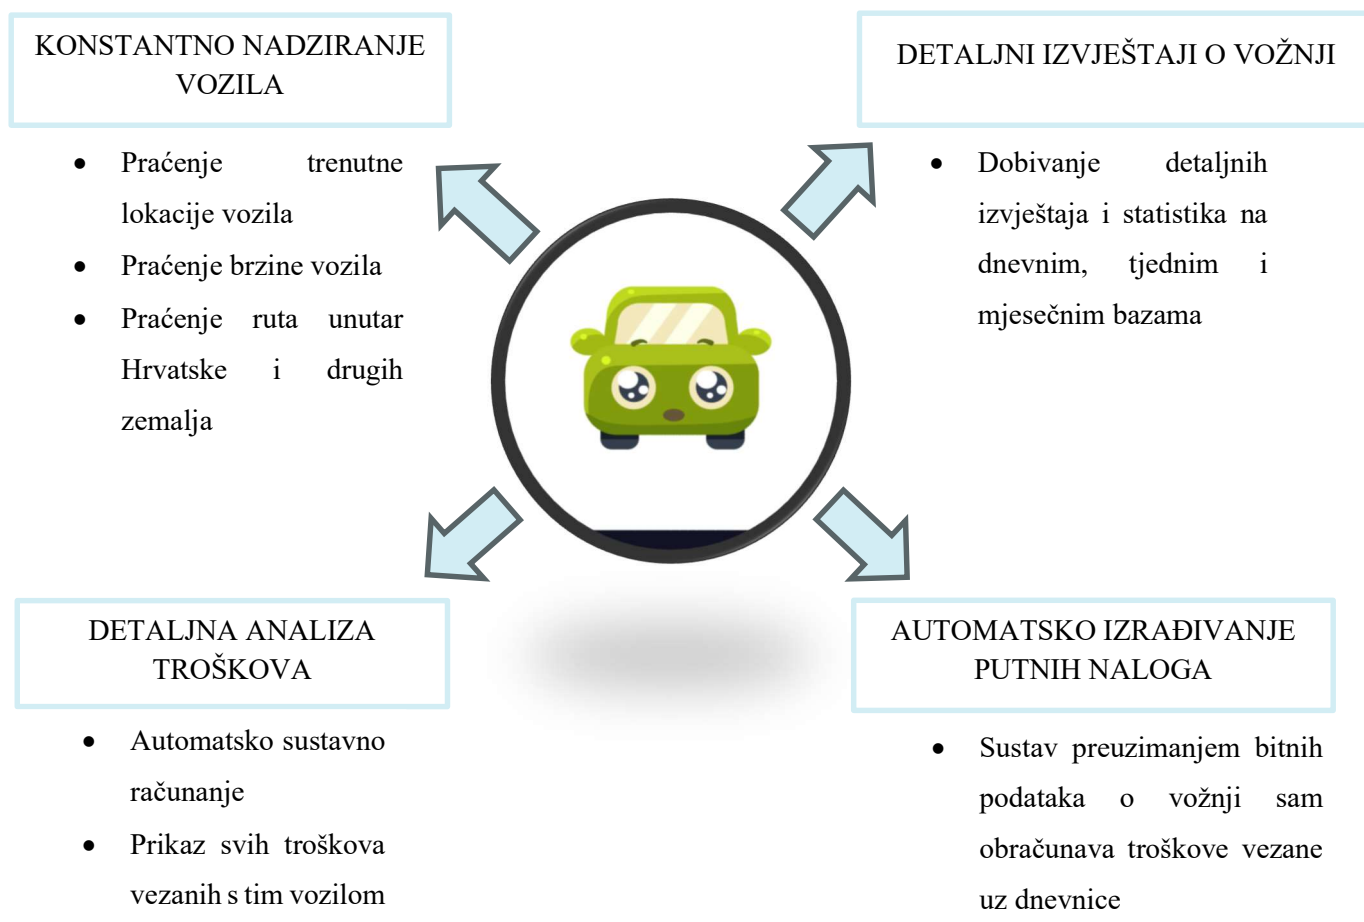 KONSTANTNO NADZIRANJE
VOZILA
• Praćenje trenutne
lokacije vozila
• Praćenje brzine vozila
• Praćenje ruta unutar
Hrvatske i drugih
zemalja
DETALJNI IZVJEŠTAJI O VOŽNJI
• Dobivanje detaljnih
izvještaja i statistika na
dnevnim, tjednim i
mjesečnim bazama
DETALJNA ANALIZA
TROŠKOVA
• Automatsko sustavno
računanje
• Prikaz svih troškova
vezanih s tim vozilom
AUTOMATSKO IZRAĐIVANJE
PUTNIH NALOGA
• Sustav preuzimanjem bitnih
podataka o vožnji sam
obračunava troškove vezane
uz dnevnice